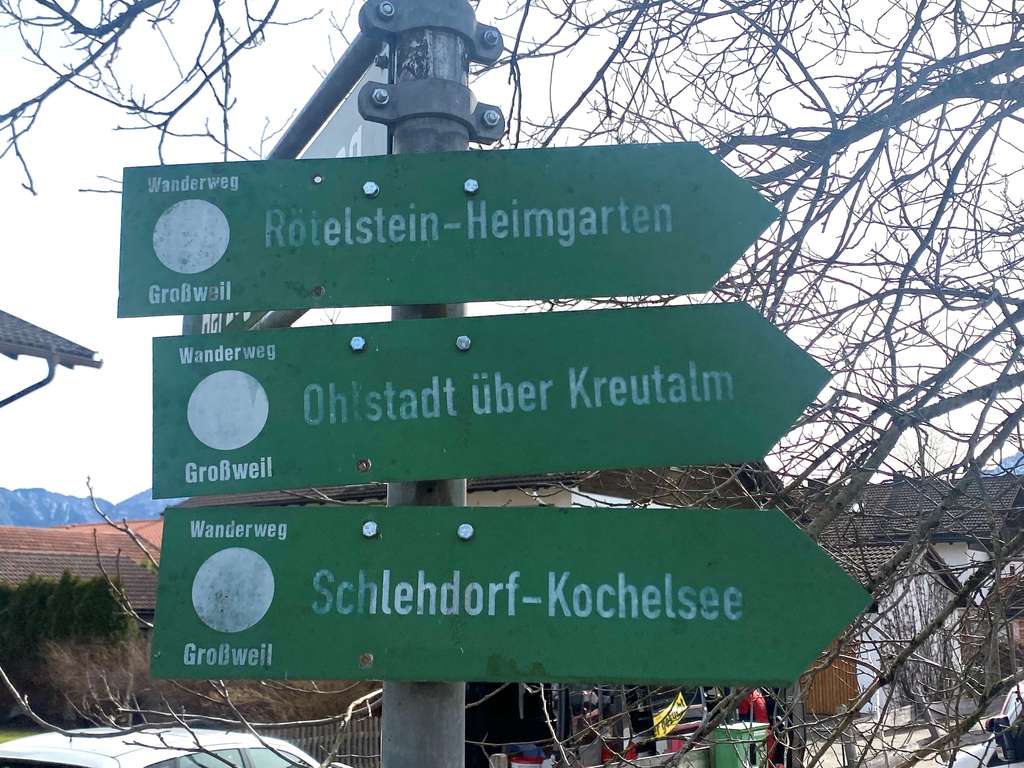 Wanderweg
Rötelstein-Heimgarten
Großweil
Wanderweg
Ohlstadt über Kreutalm
Großweil
Wanderweg
Schlehdorf-Kochelsee
Großweil